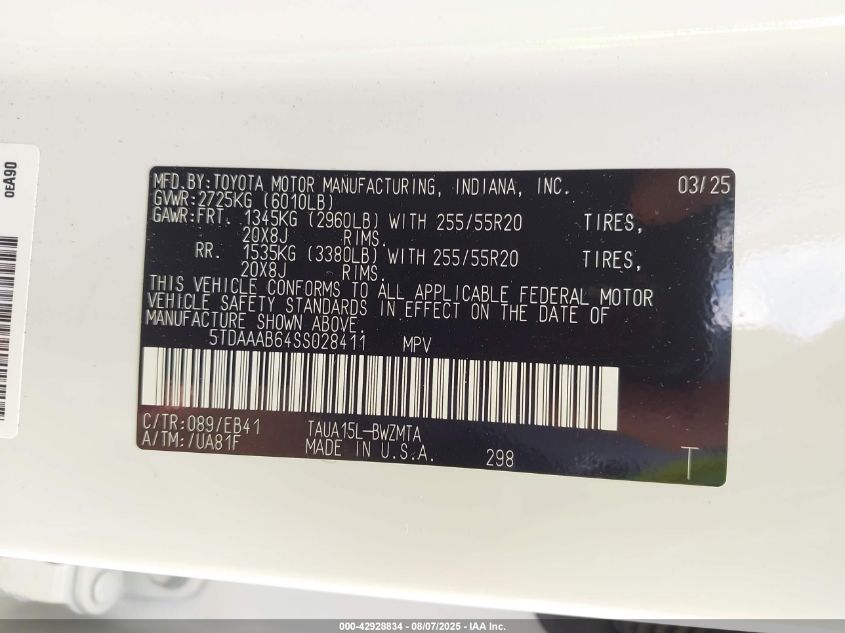 0EA90
MFD.BY:TOYOTA MOTOR MANUFACTURING, INDIANA, INC. 03/25
GVWR:2725KG (6010LB)
GAWR:FRT. 1345KG (2960LB) WITH 255/55R20 TIRES,
20X8J RIMS.
RR. 1535KG (3380LB) WITH 255/55R20 TIRES,
20X8J RIMS.
THIS VEHICLE CONFORMS TO ALL APPLICABLE FEDERAL MOTOR
VEHICLE SAFETY STANDARDS IN EFFECT ON THE DATE OF
MANUFACTURE SHOWN ABOVE.
5TDAAAB64SS028411 MPV
C/TR:089/EB41 TAUA15L-BWZMTA
A/TM:/UA81F MADE IN U.S.A. 298 T
000-42928834 - 08/07/2025 - IAA Inc.